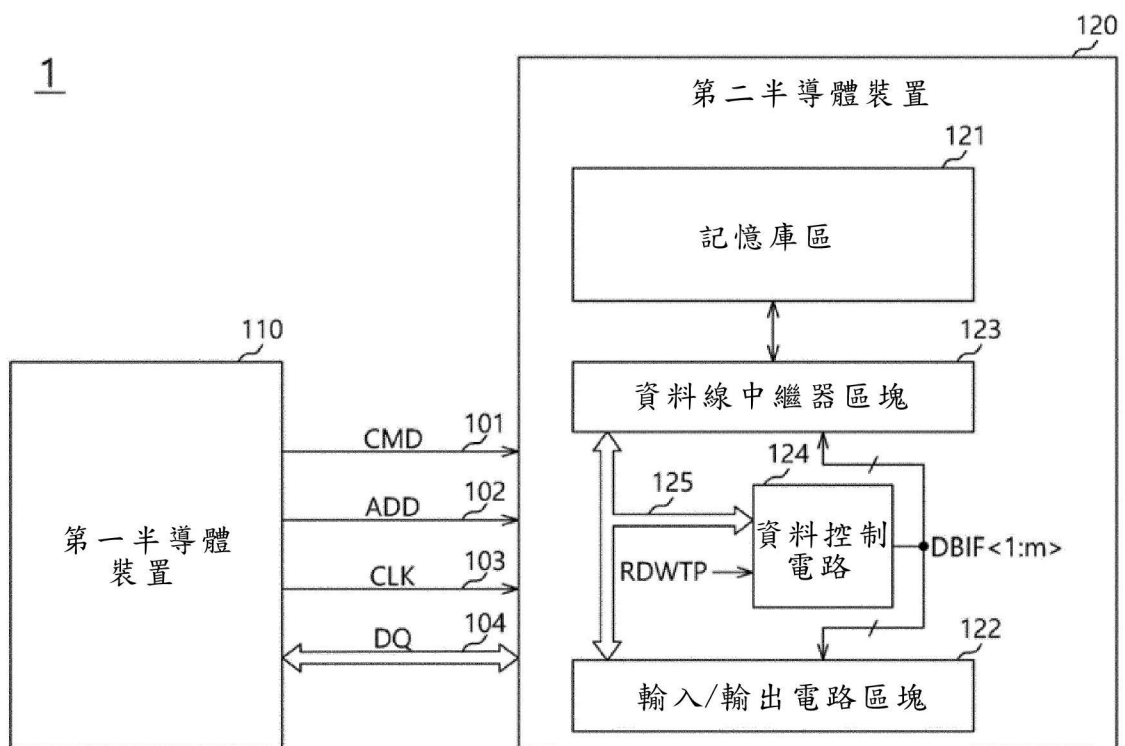 120
1
第二半導體裝置
121
記憶庫區
110
123
資料線中繼器區塊
CMD 101
124
125
ADD 102
第一半導體
裝置
資料控制
電路
DBIF<1:m>
RDWTP
CLK 103
DQ 104
122
輸入/輸出電路區塊